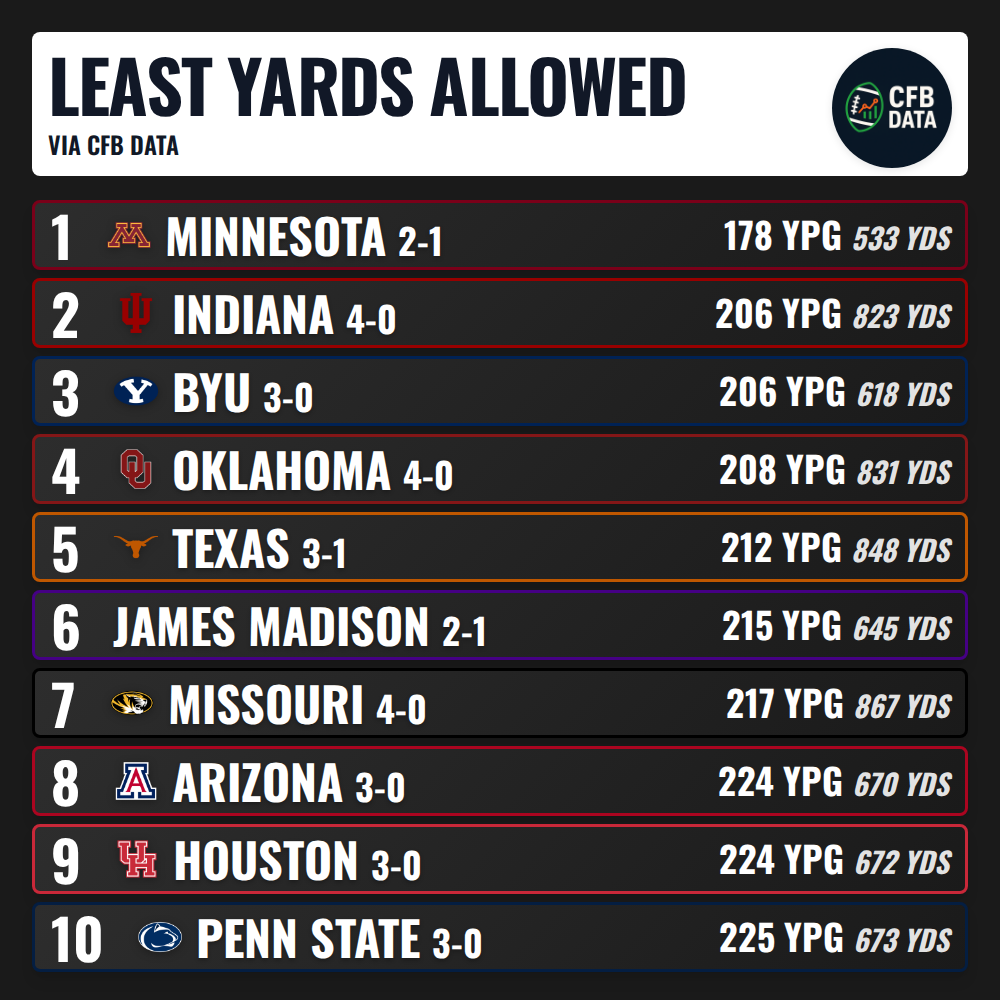 LEAST YARDS ALLOWED
VIA CFB DATA
CFB
DATA
1 MINNESOTA 2-1 178 YPG 533 YDS
2 INDIANA 4-0 206 YPG 823 YDS
3 BYU 3-0 206 YPG 618 YDS
4 OKLAHOMA 4-0 208 YPG 831 YDS
5 TEXAS 3-1 212 YPG 848 YDS
6 JAMES MADISON 2-1 215 YPG 645 YDS
7 MISSOURI 4-0 217 YPG 867 YDS
8 ARIZONA 3-0 224 YPG 670 YDS
9 HOUSTON 3-0 224 YPG 672 YDS
10 PENN STATE 3-0 225 YPG 673 YDS